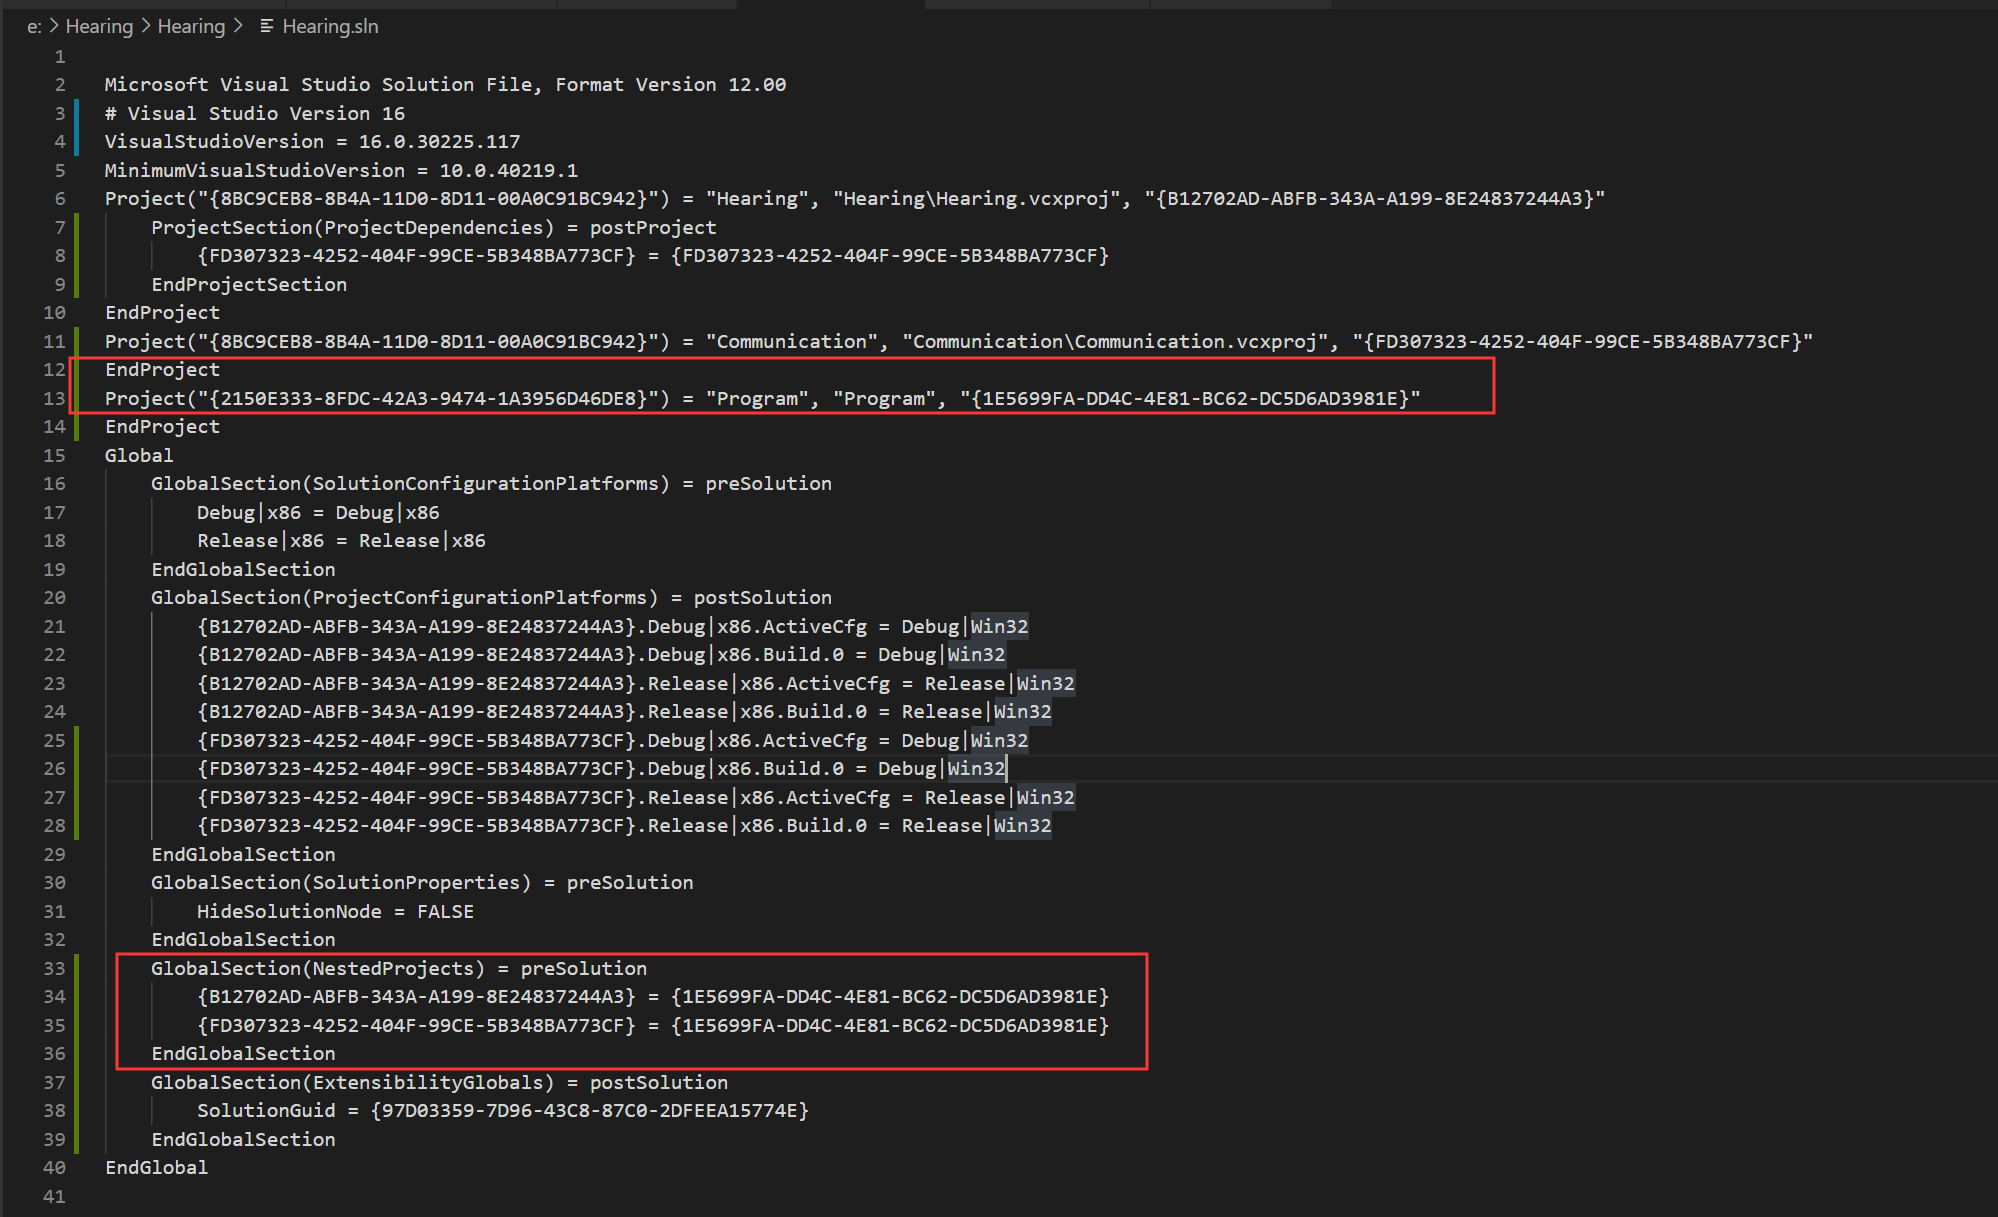 e: > Hearing > Hearing > Hearing.sln
1
2 Microsoft Visual Studio Solution File, Format Version 12.00
3 # Visual Studio Version 16
4 VisualStudioVersion = 16.0.30225.117
5 MinimumVisualStudioVersion = 10.0.40219.1
6 Project("{8BC9CEB8-8B4A-11D0-8D11-00A0C91BC942}") = "Hearing", "Hearing\Hearing.vcxproj", "{B12702AD-ABFB-343A-A199-8E24837244A3}"
7 ProjectSection(ProjectDependencies) = postProject
8 {FD307323-4252-404F-99CE-5B348BA773CF} = {FD307323-4252-404F-99CE-5B348BA773CF}
9 EndProjectSection
10 EndProject
11 Project("{8BC9CEB8-8B4A-11D0-8D11-00A0C91BC942}") = "Communication", "Communication\Communication.vcxproj", "{FD307323-4252-404F-99CE-5B348BA773CF}"
12 EndProject
13 Project("{2150E333-8FDC-42A3-9474-1A3956D46DE8}") = "Program", "Program", "{1E5699FA-DD4C-4E81-BC62-DC5D6AD3981E}"
14 EndProject
15 Global
16 GlobalSection(SolutionConfigurationPlatforms) = preSolution
17 Debug|x86 = Debug|x86
18 Release|x86 = Release|x86
19 EndGlobalSection
20 GlobalSection(ProjectConfigurationPlatforms) = postSolution
21 {B12702AD-ABFB-343A-A199-8E24837244A3}.Debug|x86.ActiveCfg = Debug|Win32
22 {B12702AD-ABFB-343A-A199-8E24837244A3}.Debug|x86.Build.0 = Debug|Win32
23 {B12702AD-ABFB-343A-A199-8E24837244A3}.Release|x86.ActiveCfg = Release|Win32
24 {B12702AD-ABFB-343A-A199-8E24837244A3}.Release|x86.Build.0 = Release|Win32
25 {FD307323-4252-404F-99CE-5B348BA773CF}.Debug|x86.ActiveCfg = Debug|Win32
26 {FD307323-4252-404F-99CE-5B348BA773CF}.Debug|x86.Build.0 = Debug|Win32
27 {FD307323-4252-404F-99CE-5B348BA773CF}.Release|x86.ActiveCfg = Release|Win32
28 {FD307323-4252-404F-99CE-5B348BA773CF}.Release|x86.Build.0 = Release|Win32
29 EndGlobalSection
30 GlobalSection(SolutionProperties) = preSolution
31 HideSolutionNode = FALSE
32 EndGlobalSection
33 GlobalSection(NestedProjects) = preSolution
34 {B12702AD-ABFB-343A-A199-8E24837244A3} = {1E5699FA-DD4C-4E81-BC62-DC5D6AD3981E}
35 {FD307323-4252-404F-99CE-5B348BA773CF} = {1E5699FA-DD4C-4E81-BC62-DC5D6AD3981E}
36 EndGlobalSection
37 GlobalSection(ExtensibilityGlobals) = postSolution
38 SolutionGuid = {97D03359-7D96-43C8-87C0-2DFEEA15774E}
39 EndGlobalSection
40 EndGlobal
41